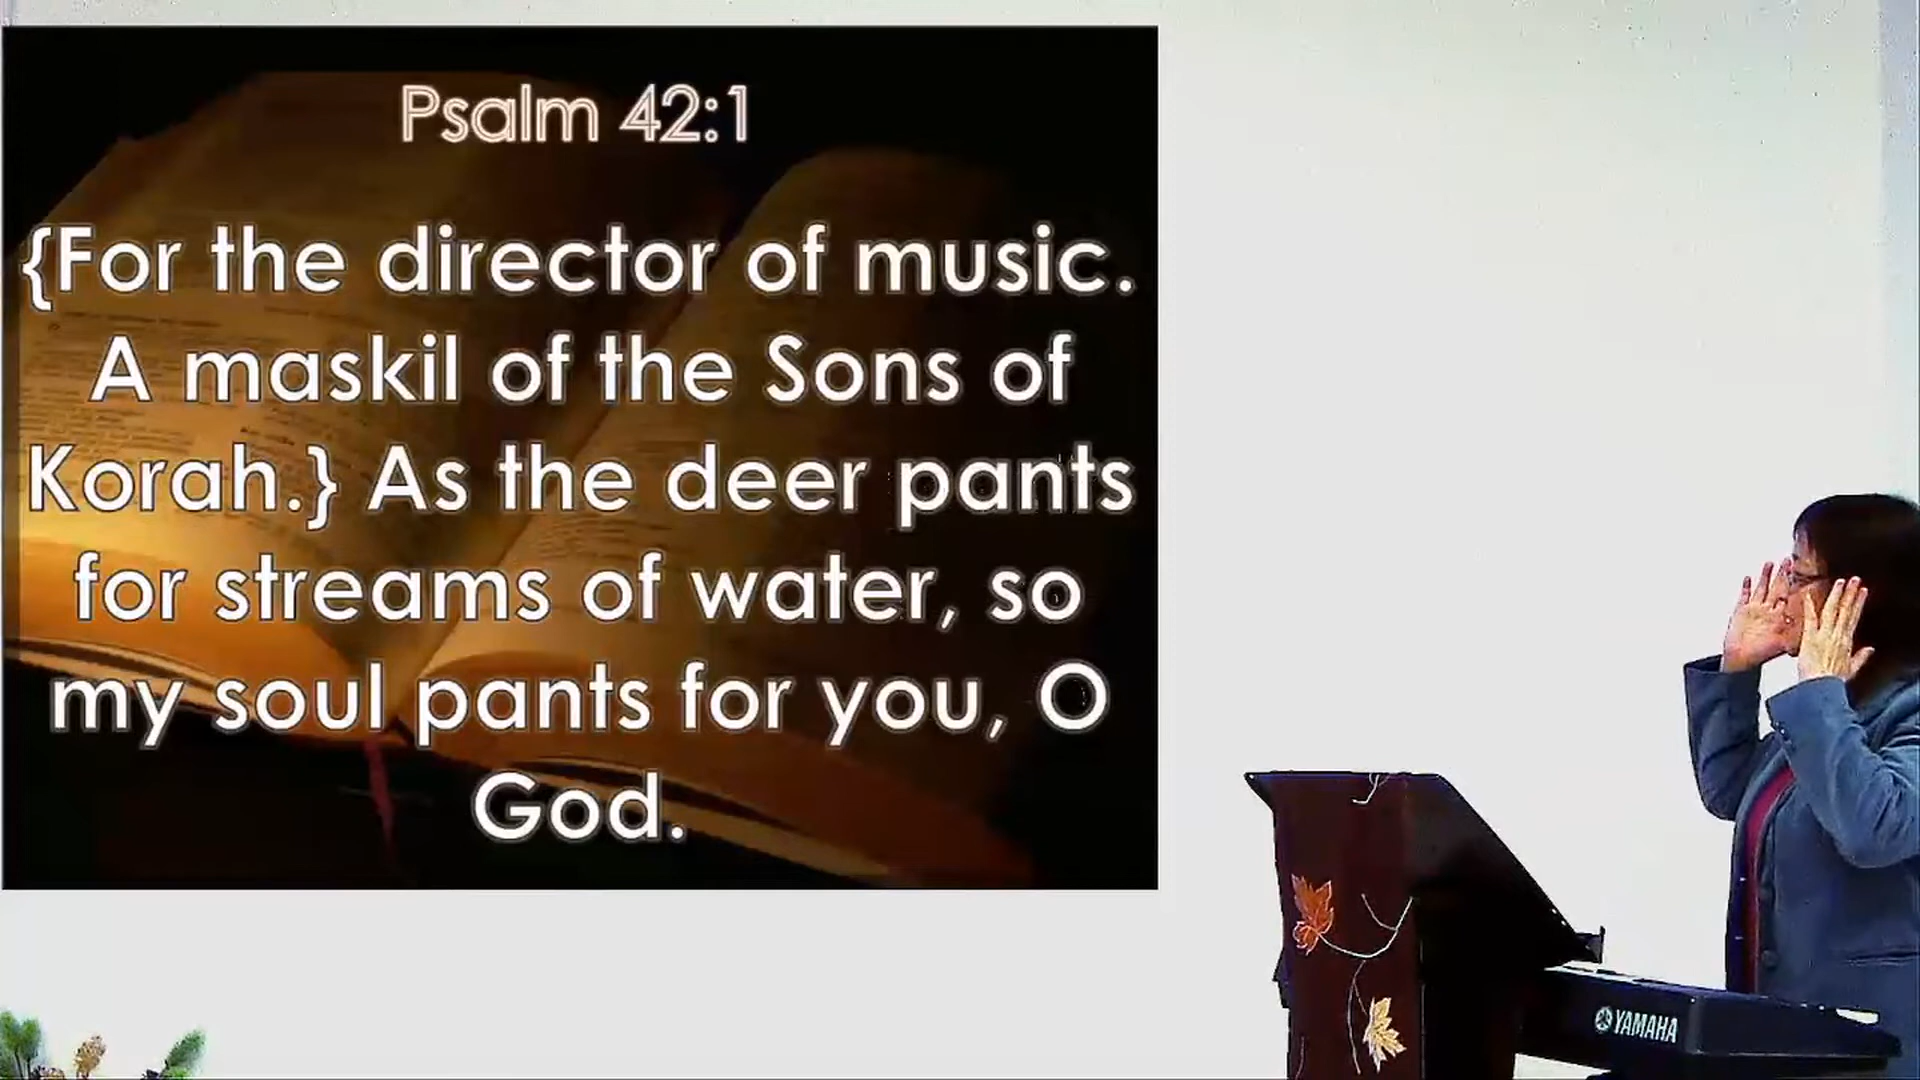 Psalm 42:1
{For the director of music.
A maskil of the Sons of
Korah.} As the deer pants
for streams of water, so
my soul pants for you, O
God.
YAMAHA